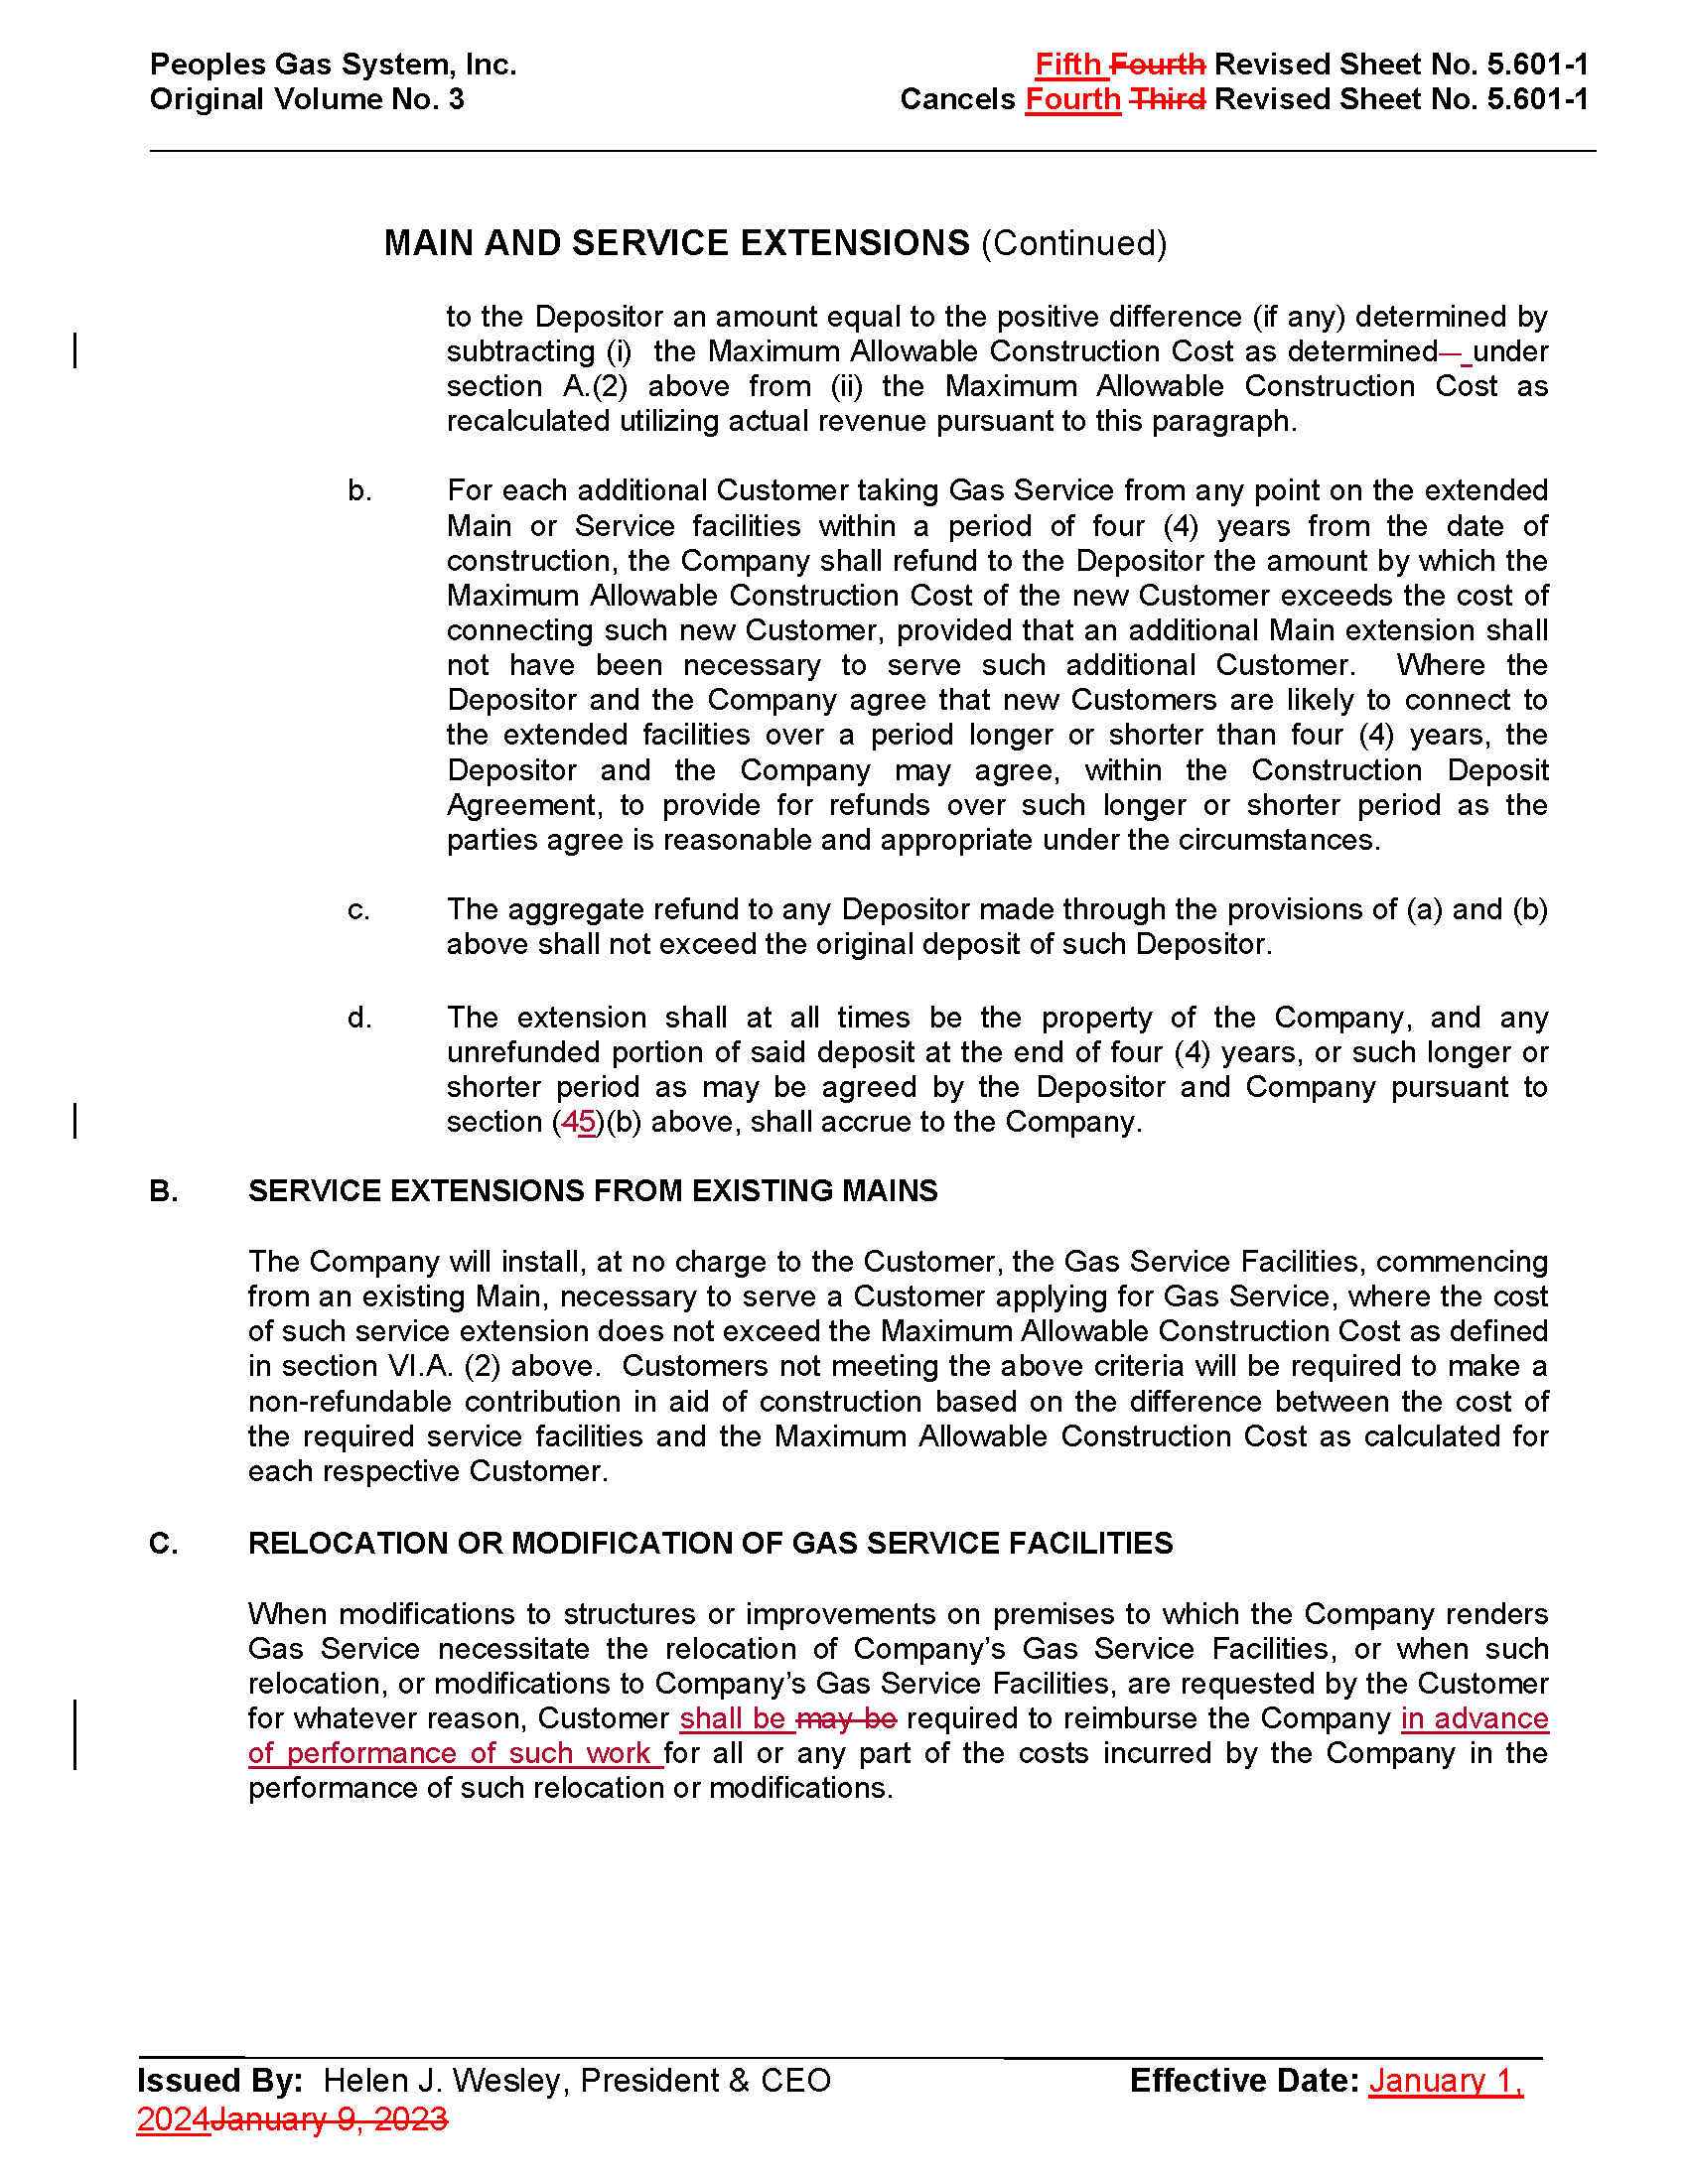 Peoples Gas System, Inc. Fifth Fourth Revised Sheet No. 5.601-1
Original Volume No. 3 Cancels Fourth Third Revised Sheet No. 5.601-1
MAIN AND SERVICE EXTENSIONS (Continued)
to the Depositor an amount equal to the positive difference (if any) determined by
subtracting (i) the Maximum Allowable Construction Cost as determined under
section A.(2) above from (ii) the Maximum Allowable Construction Cost as
recalculated utilizing actual revenue pursuant to this paragraph.
b. For each additional Customer taking Gas Service from any point on the extended
Main or Service facilities within a period of four (4) years from the date of
construction, the Company shall refund to the Depositor the amount by which the
Maximum Allowable Construction Cost of the new Customer exceeds the cost of
connecting such new Customer, provided that an additional Main extension shall
not have been necessary to serve such additional Customer. Where the
Depositor and the Company agree that new Customers are likely to connect to
the extended facilities over a period longer or shorter than four (4) years, the
Depositor and the Company may agree, within the Construction Deposit
Agreement, to provide for refunds over such longer or shorter period as the
parties agree is reasonable and appropriate under the circumstances.
c. The aggregate refund to any Depositor made through the provisions of (a) and (b)
above shall not exceed the original deposit of such Depositor.
d. The extension shall at all times be the property of the Company, and any
unrefunded portion of said deposit at the end of four (4) years, or such longer or
shorter period as may be agreed by the Depositor and Company pursuant to
section (45)(b) above, shall accrue to the Company.
B. SERVICE EXTENSIONS FROM EXISTING MAINS
The Company will install, at no charge to the Customer, the Gas Service Facilities, commencing
from an existing Main, necessary to serve a Customer applying for Gas Service, where the cost
of such service extension does not exceed the Maximum Allowable Construction Cost as defined
in section VI.A. (2) above. Customers not meeting the above criteria will be required to make a
non-refundable contribution in aid of construction based on the difference between the cost of
the required service facilities and the Maximum Allowable Construction Cost as calculated for
each respective Customer.
C. RELOCATION OR MODIFICATION OF GAS SERVICE FACILITIES
When modifications to structures or improvements on premises to which the Company renders
Gas Service necessitate the relocation of Company’s Gas Service Facilities, or when such
relocation, or modifications to Company’s Gas Service Facilities, are requested by the Customer
for whatever reason, Customer shall be may be required to reimburse the Company in advance
of performance of such work for all or any part of the costs incurred by the Company in the
performance of such relocation or modifications.
Issued By: Helen J. Wesley, President & CEO Effective Date: January 1,
2024January 9, 2023